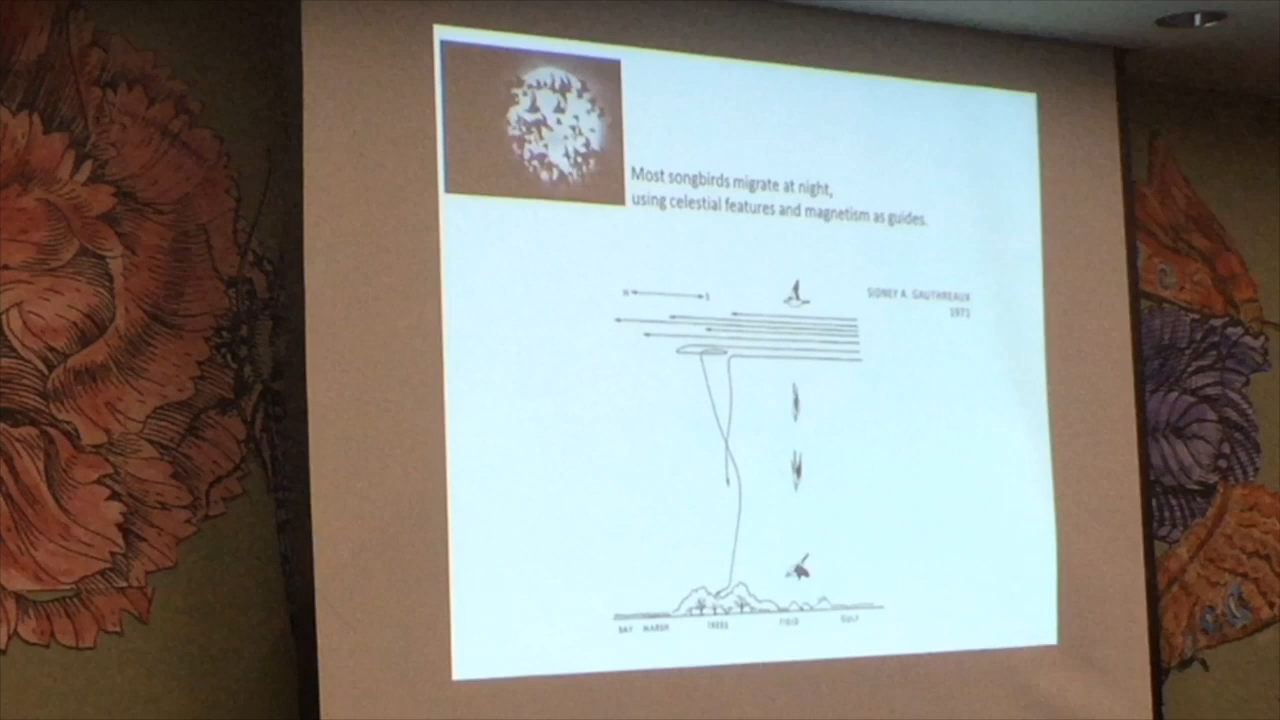 Most songbirds migrate at night,
using celestial features and magnetism as guides.
N S
SIDNEY A. GAUTHREAUX
1971
BAY MARSH TREES FIELD GULF